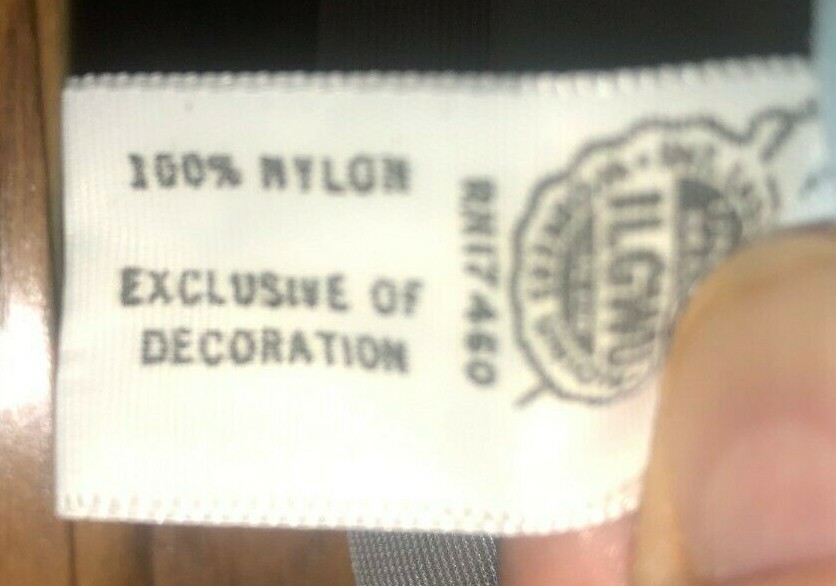 100% NYLON
EXCLUSIVE OF
DECORATION
RN17460
ILGWU